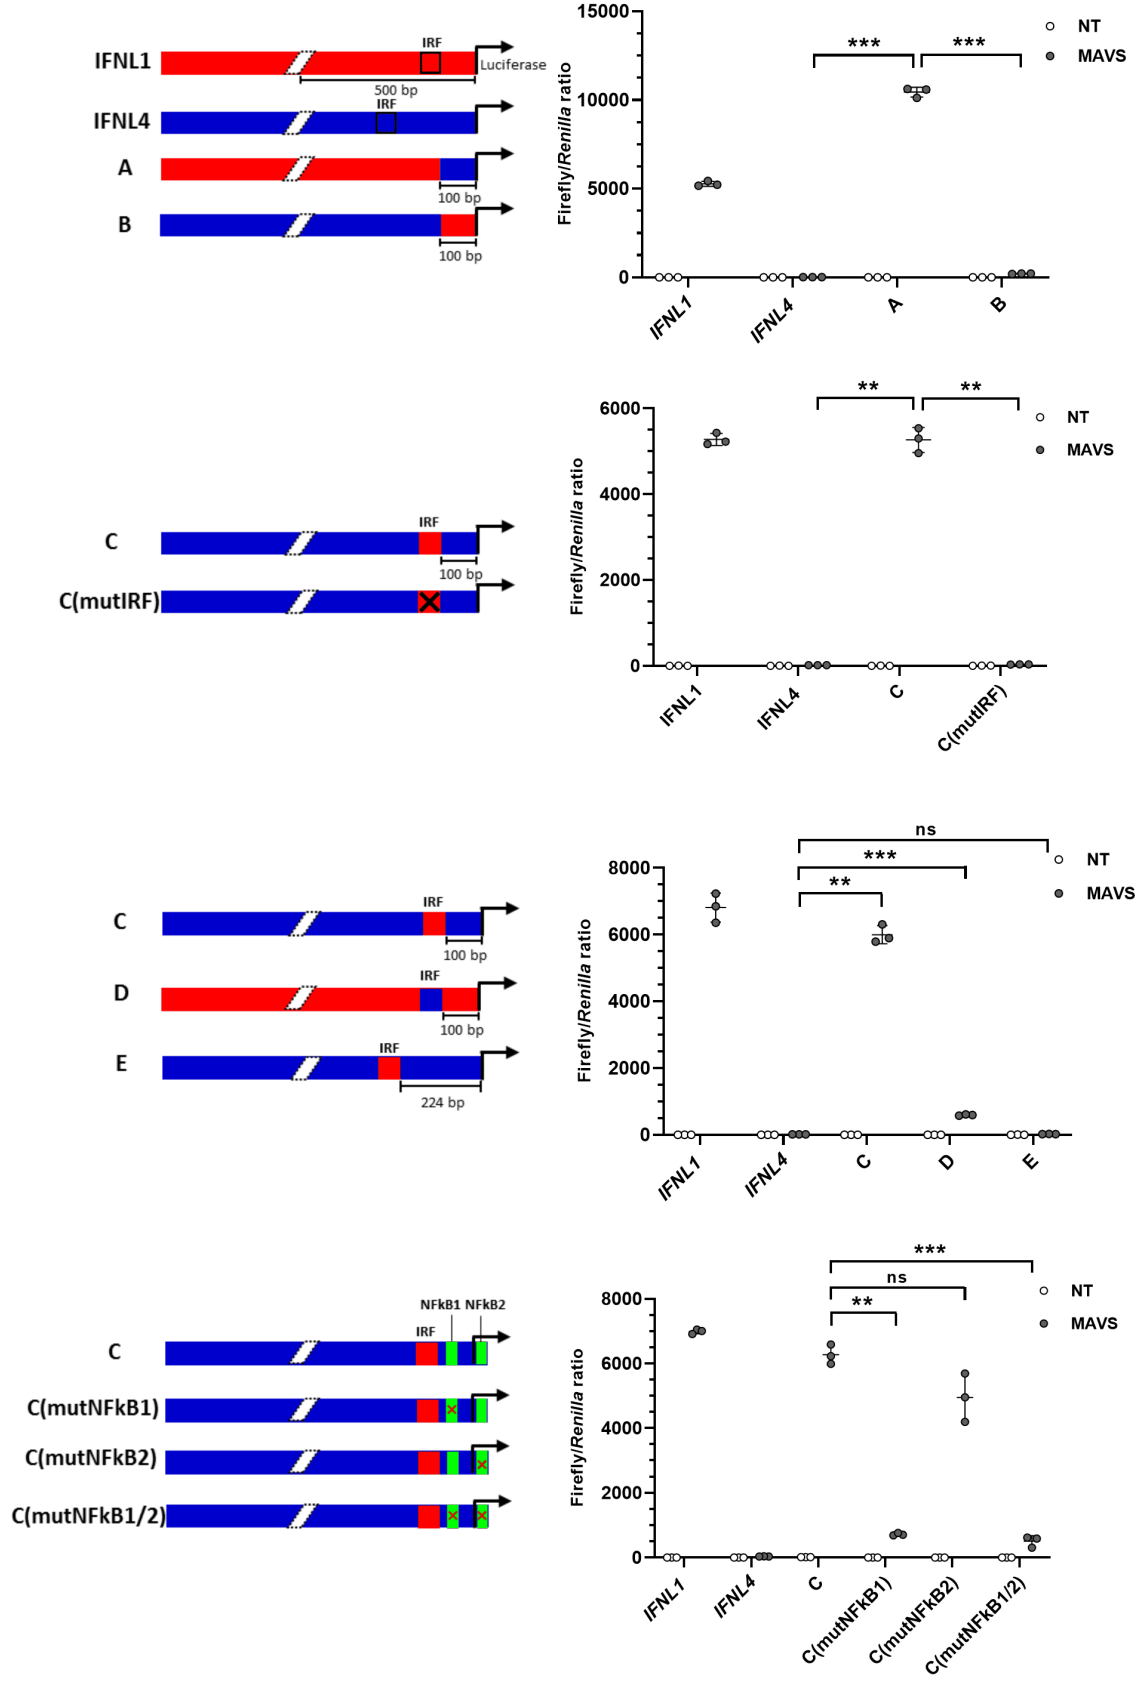 IFNL1
IRF
Luciferase
500 bp
IFNL4
IRF
A
100 bp
B
100 bp
15000
10000
5000
0
Firefly/Renilla ratio
***
***
NT
MAVS
IFNL1
IFNL4
A
B
C
IRF
100 bp
C(mutIRF)
6000
4000
2000
0
Firefly/Renilla ratio
**
**
NT
MAVS
IFNL1
IFNL4
C
C(mutIRF)
C
IRF
100 bp
D
IRF
100 bp
E
IRF
224 bp
8000
6000
4000
2000
0
Firefly/Renilla ratio
ns
***
**
NT
MAVS
IFNL1
IFNL4
C
D
E
NFkB1 NFkB2
IRF
C
C(mutNFkB1)
C(mutNFkB2)
C(mutNFkB1/2)
8000
6000
4000
2000
0
Firefly/Renilla ratio
***
ns
**
NT
MAVS
IFNL1
IFNL4
C
C(mutNFkB1)
C(mutNFkB2)
C(mutNFkB1/2)